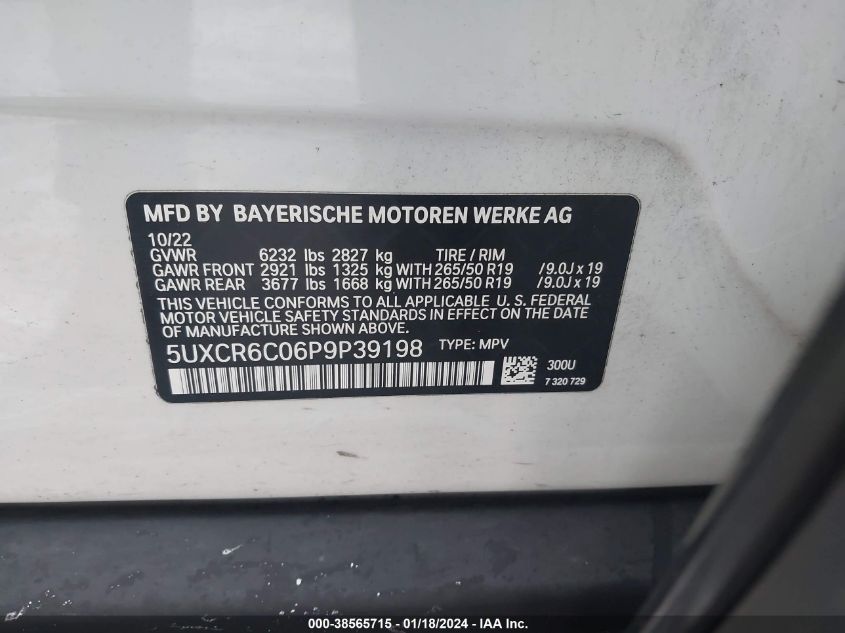 MFD BY BAYERISCHE MOTOREN WERKE AG
10/22
GVWR 6232 lbs 2827 kg TIRE / RIM
GAWR FRONT 2921 lbs 1325 kg WITH 265/50 R19 /9.0J x 19
GAWR REAR 3677 lbs 1668 kg WITH 265/50 R19 /9.0J x 19
THIS VEHICLE CONFORMS TO ALL APPLICABLE U. S. FEDERAL
MOTOR VEHICLE SAFETY STANDARDS IN EFFECT ON THE DATE
OF MANUFACTURE SHOWN ABOVE.
5UXCR6C06P9P39198 TYPE: MPV
300U
7 320 729
000-38565715 - 01/18/2024 - IAA, Inc.